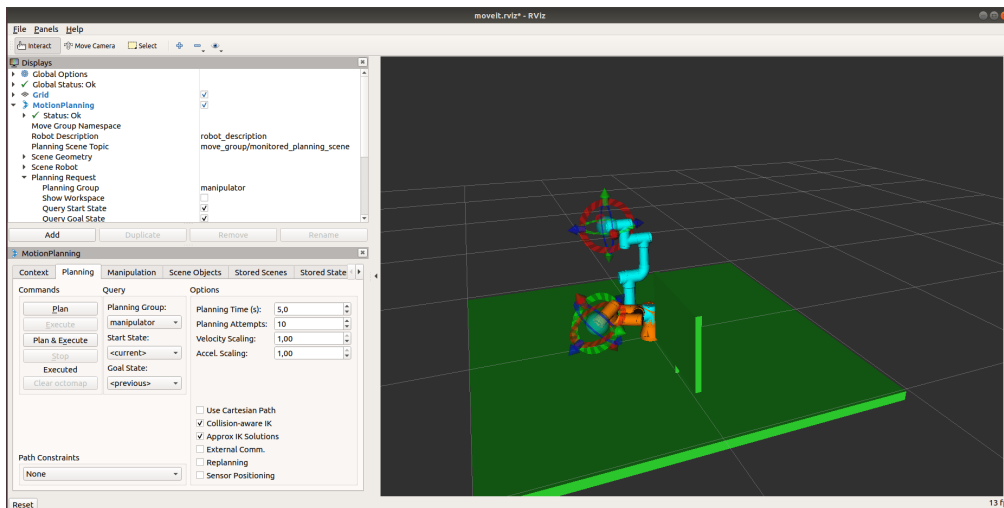 moveit.rviz* - RViz
File Panels Help
Interact Move Camera Select
Displays
Global Options
Global Status: Ok
Grid
MotionPlanning
Status: Ok
Move Group Namespace
Robot Description robot_description
Planning Scene Topic move_group/monitored_planning_scene
Scene Geometry
Scene Robot
Planning Request
Planning Group manipulator
Show Workspace
Query Start State
Query Goal State
Add Duplicate Remove Rename
MotionPlanning
Context Planning Manipulation Scene Objects Stored Scenes Stored State
Commands Query Options
Plan Planning Group: Planning Time (s): 5,0
Execute manipulator Planning Attempts: 10
Plan & Execute Start State: Velocity Scaling: 1,00
Stop <current> Accel. Scaling: 1,00
Executed Goal State:
Clear octomap <previous>
Use Cartesian Path
Collision-aware IK
Approx IK Solutions
External Comm.
Path Constraints Replanning
None Sensor Positioning
Reset 13